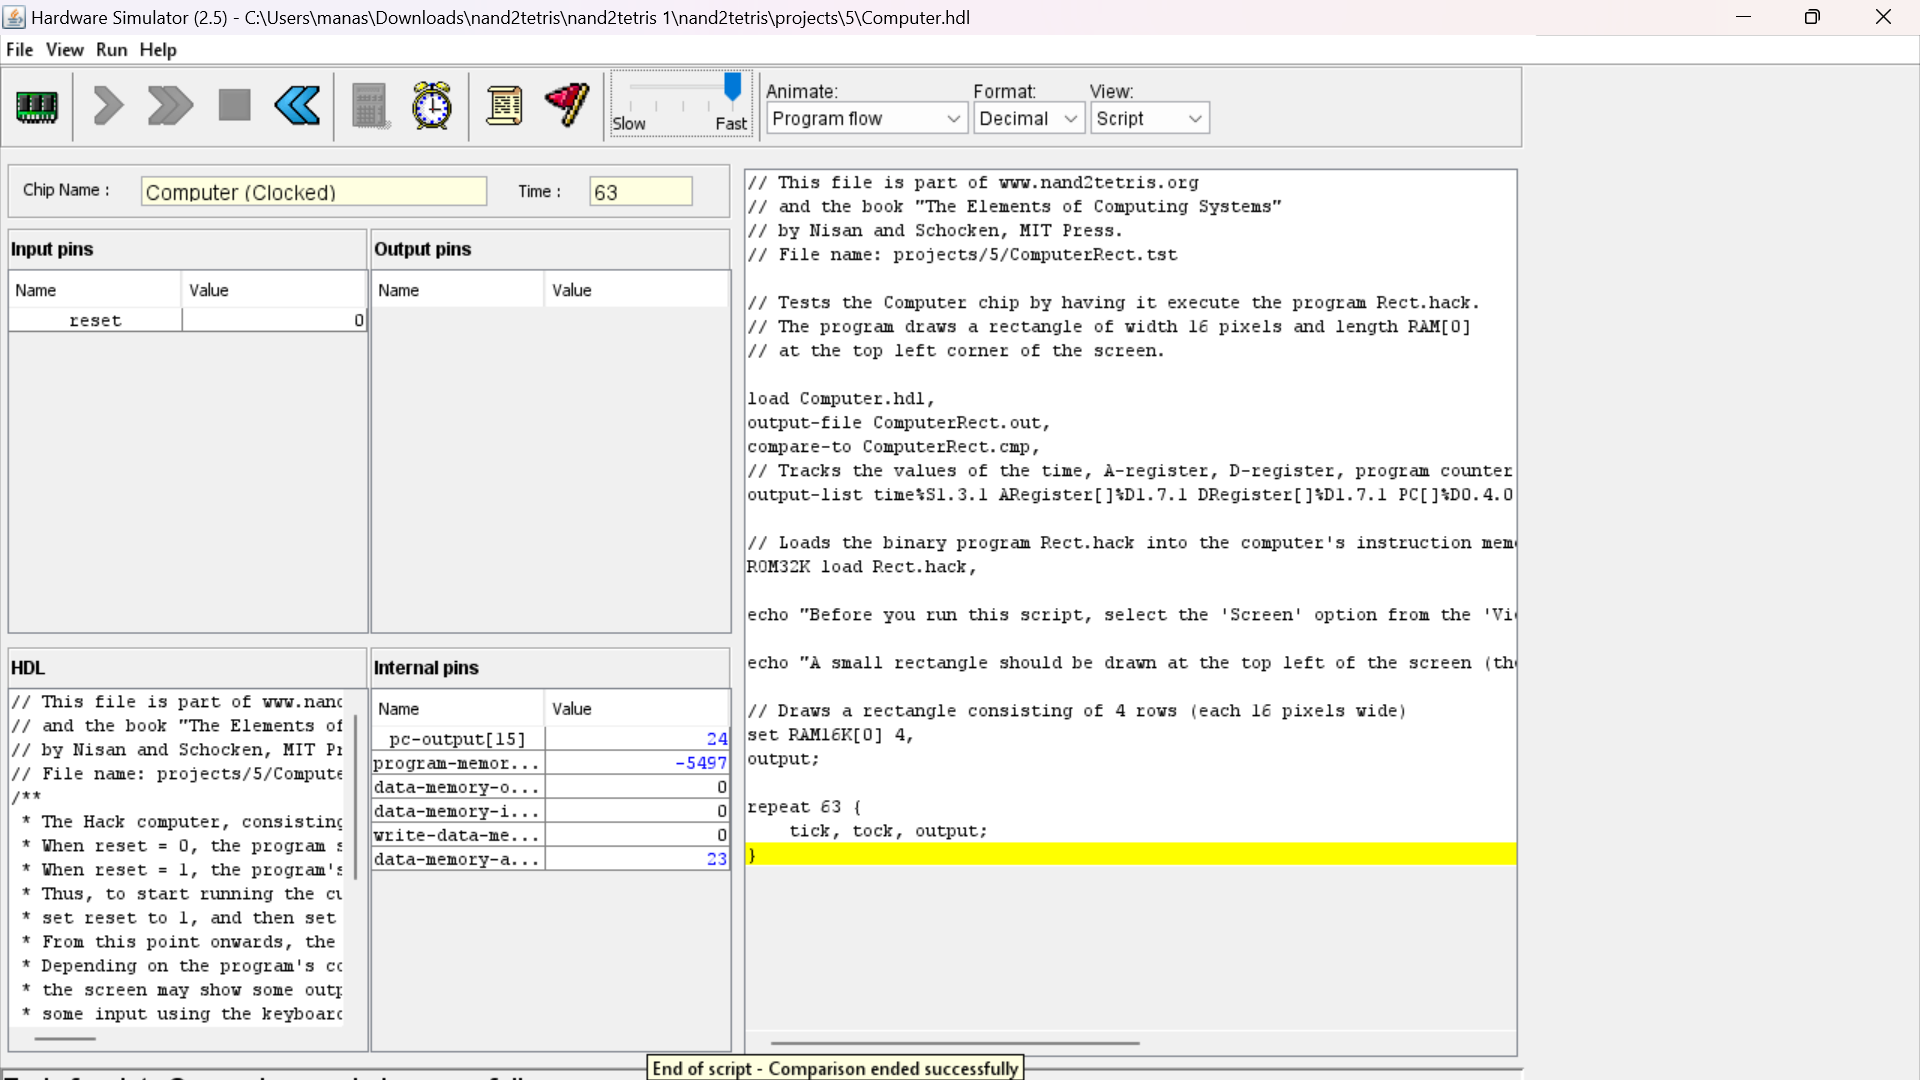 Hardware Simulator (2.5) - C:\Users\manas\Downloads\nand2tetris\nand2tetris 1\nand2tetris\projects\5\Computer.hdl
File View Run Help
Slow Fast
Animate:
Program flow
Format:
Decimal
View:
Script
Chip Name :
Computer (Clocked)
Time :
63
Input pins
Name Value
reset 0
Output pins
Name Value
HDL
// This file is part of www.nand
// and the book "The Elements of
// by Nisan and Schocken, MIT Pr
// File name: projects/5/Compute
/**
* The Hack computer, consisting
* When reset = 0, the program s
* When reset = 1, the program's
* Thus, to start running the cu
* set reset to 1, and then set
* From this point onwards, the
* Depending on the program's co
* the screen may show some outp
* some input using the keyboard
Internal pins
Name Value
pc-output[15] 24
program-memor... -5497
data-memory-o... 0
data-memory-i... 0
write-data-me... 0
data-memory-a... 23
// This file is part of www.nand2tetris.org
// and the book "The Elements of Computing Systems"
// by Nisan and Schocken, MIT Press.
// File name: projects/5/ComputerRect.tst
// Tests the Computer chip by having it execute the program Rect.hack.
// The program draws a rectangle of width 16 pixels and length RAM[0]
// at the top left corner of the screen.
load Computer.hdl,
output-file ComputerRect.out,
compare-to ComputerRect.cmp,
// Tracks the values of the time, A-register, D-register, program counter
output-list time%S1.3.1 ARegister[]%D1.7.1 DRegister[]%D1.7.1 PC[]%D0.4.0
// Loads the binary program Rect.hack into the computer's instruction mem
ROM32K load Rect.hack,
echo "Before you run this script, select the 'Screen' option from the 'Vi
echo "A small rectangle should be drawn at the top left of the screen (th
// Draws a rectangle consisting of 4 rows (each 16 pixels wide)
set RAM16K[0] 4,
output;
repeat 63 {
tick, tock, output;
}
End of script - Comparison ended successfully